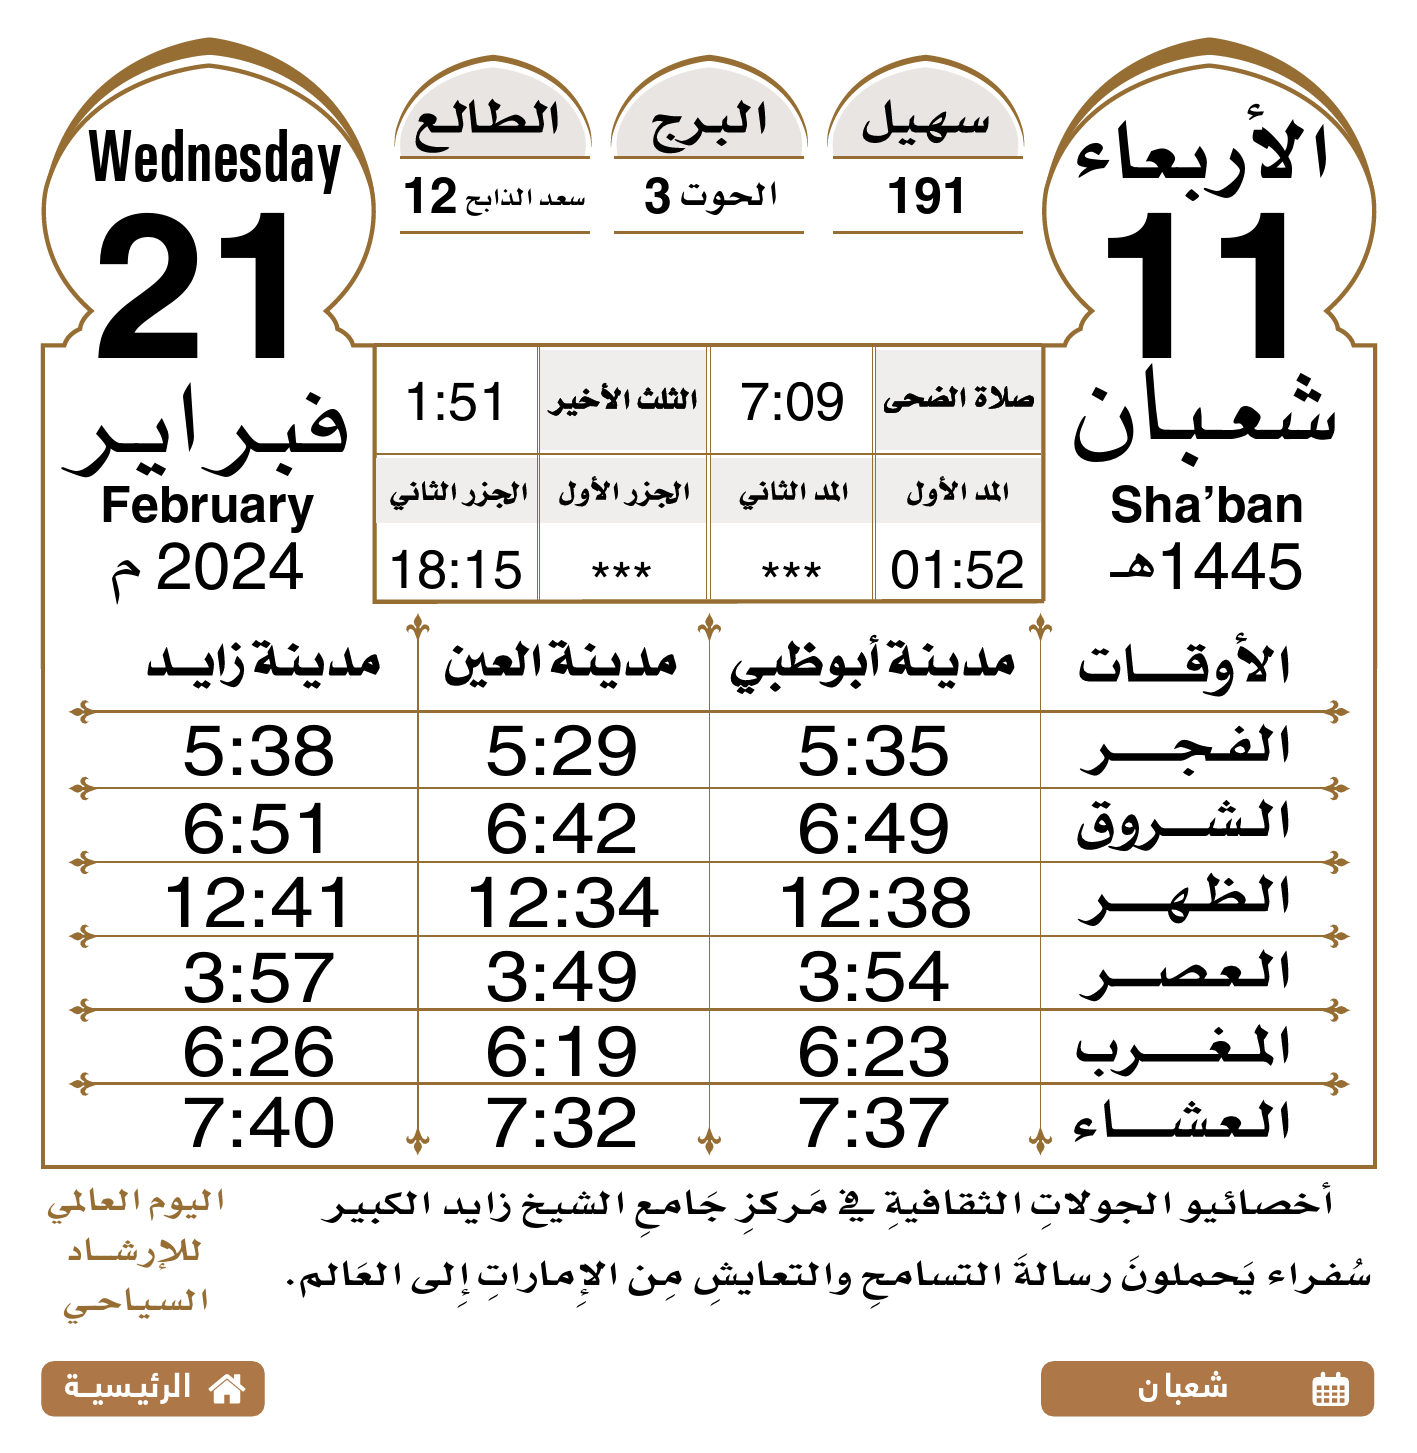 الأربعاء
11
شعبان
Sha’ban
1445هـ
سهيل
191
البرج
الحوت 3
الطالع
سعد الذابح 12
Wednesday
21
فبراير
February
2024 م
صلاة الضحى 7:09 الثلث الأخير 1:51
المد الأول المد الثاني الجزر الأول الجزر الثاني
01:52 *** *** 18:15
الأوقات مدينة أبوظبي مدينة العين مدينة زايد
الفجر 5:35 5:29 5:38
الشروق 6:49 6:42 6:51
الظهر 12:38 12:34 12:41
العصر 3:54 3:49 3:57
المغرب 6:23 6:19 6:26
العشاء 7:37 7:32 7:40
أخصائيو الجولاتِ الثقافيةِ في مَركزِ جَامعِ الشيخ زايد الكبير
سُفراء يَحملونَ رسالةَ التسامحِ والتعايشِ مِن الإِماراتِ إِلى العَالم.
اليوم العالمي
للإرشاد
السياحي
شعبان
الرئيسية